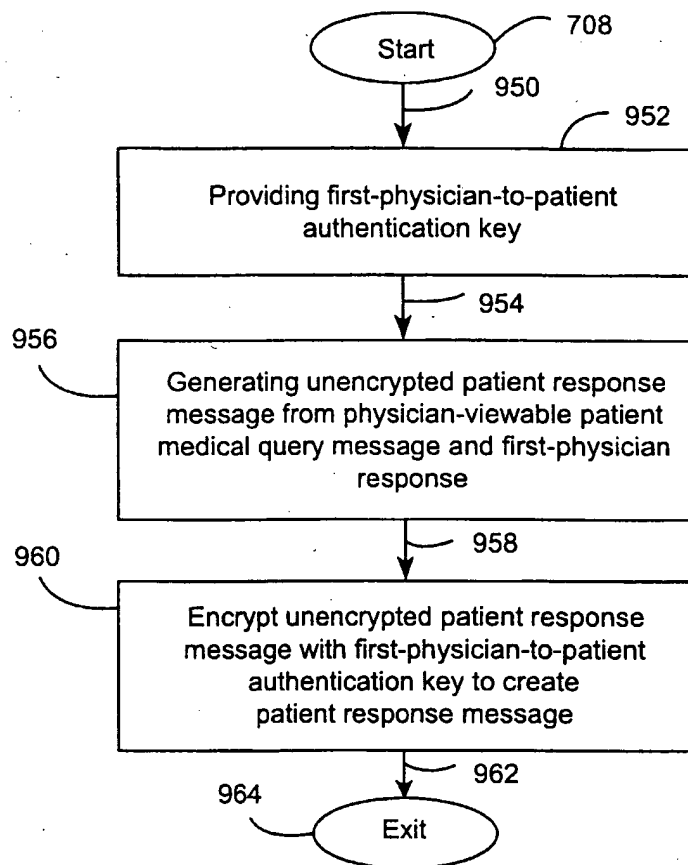 Start
708
950
952
Providing first-physician-to-patient
authentication key
954
956
Generating unencrypted patient response
message from physician-viewable patient
medical query message and first-physician
response
958
960
Encrypt unencrypted patient response
message with first-physician-to-patient
authentication key to create
patient response message
962
964
Exit